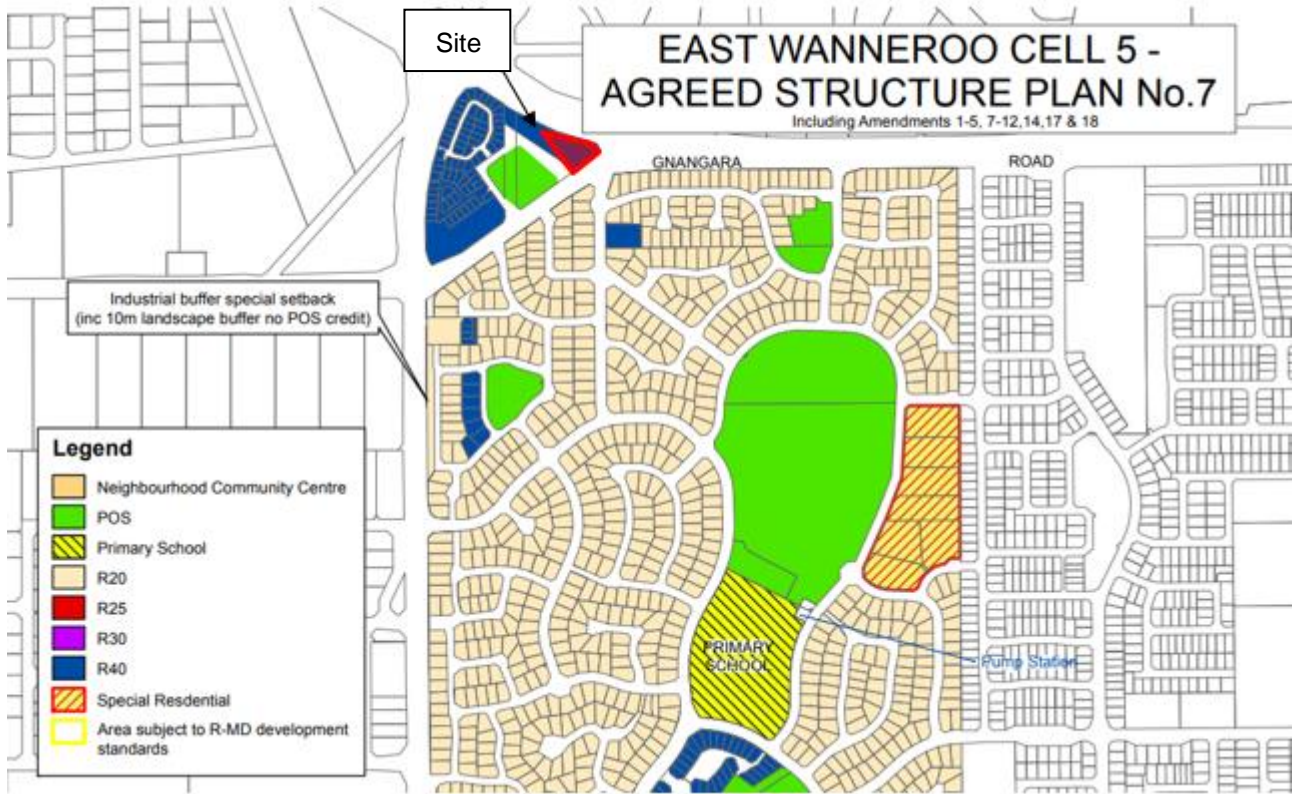 Site
EAST WANNEROO CELL 5 -
AGREED STRUCTURE PLAN No.7
Including Amendments 1-5, 7-12,14,17 & 18
GNANGARA
ROAD
Industrial buffer special setback
(inc 10m landscape buffer no POS credit)
Legend
Neighbourhood Community Centre
POS
Primary School
R20
R25
R30
R40
Special Resdential
Area subject to R-MD development
standards
PRIMARY
SCHOOL
Pump Station